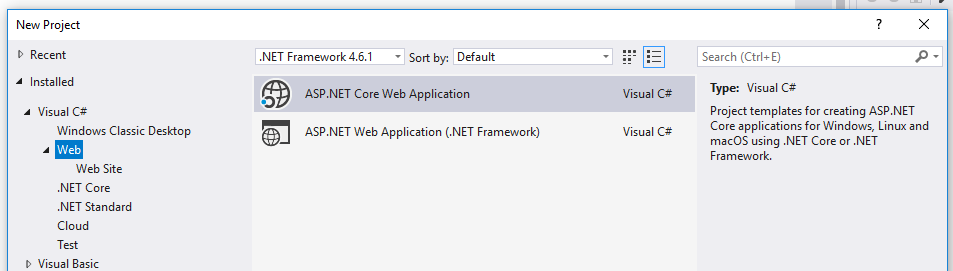 New Project
Recent
.NET Framework 4.6.1
Sort by:
Default
Search (Ctrl+E)
Installed
Visual C#
Windows Classic Desktop
Web
Web Site
.NET Core
.NET Standard
Cloud
Test
Visual Basic
ASP.NET Core Web Application
Visual C#
ASP.NET Web Application (.NET Framework)
Visual C#
Type: Visual C#
Project templates for creating ASP.NET
Core applications for Windows, Linux and
macOS using .NET Core or .NET
Framework.